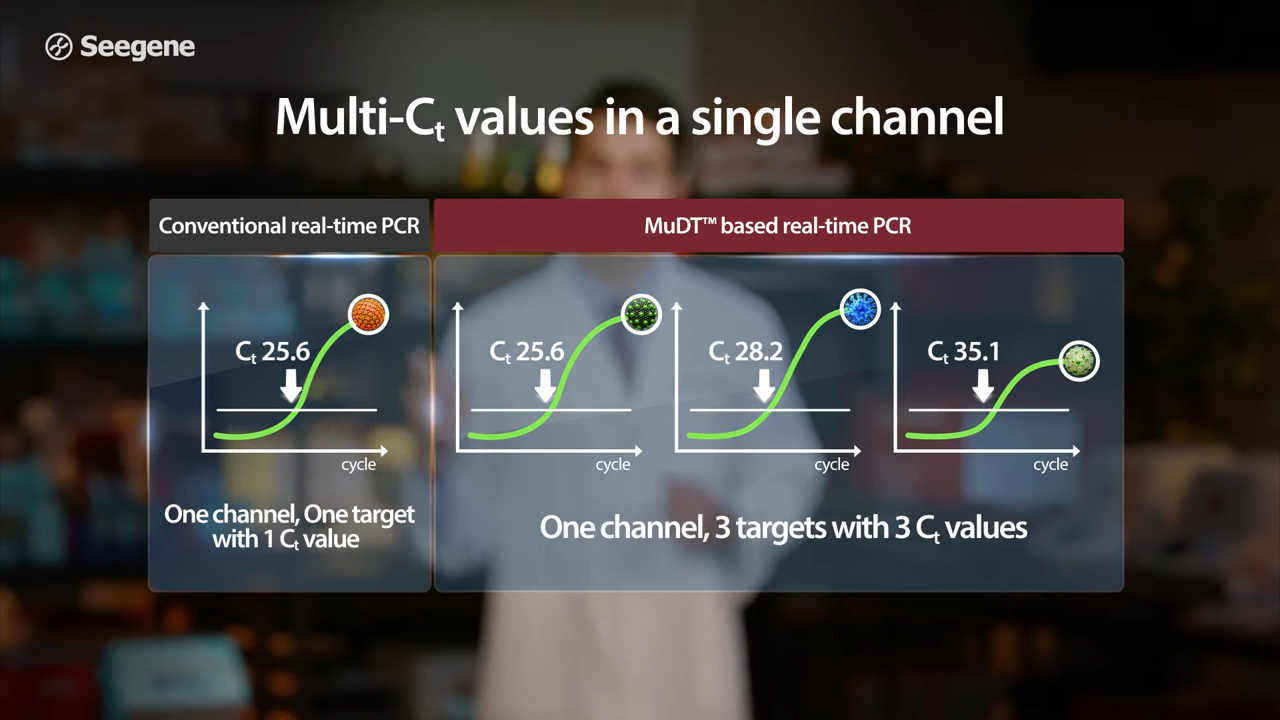 Seegene
Multi-Ct values in a single channel
Conventional real-time PCR
MuDT™ based real-time PCR
Ct 25.6
cycle
One channel, One target
with 1 Ct value
Ct 25.6
cycle
Ct 28.2
cycle
Ct 35.1
cycle
One channel, 3 targets with 3 Ct values